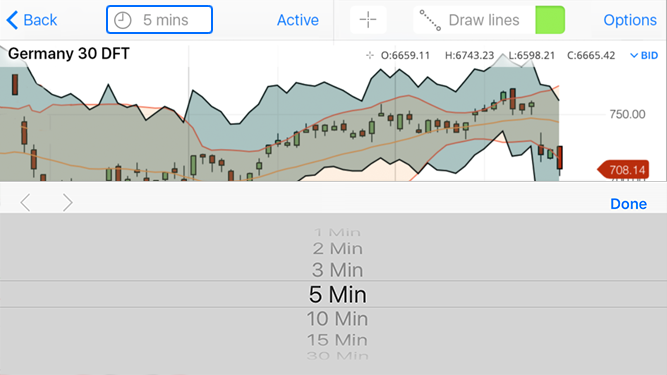 Back
5 mins
Active
Draw lines
Options
Germany 30 DFT
O:6659.11 H:6743.23 L:6598.21 C:6665.42
BID
750.00
708.14
Done
1 Min
2 Min
3 Min
5 Min
10 Min
15 Min
30 Min